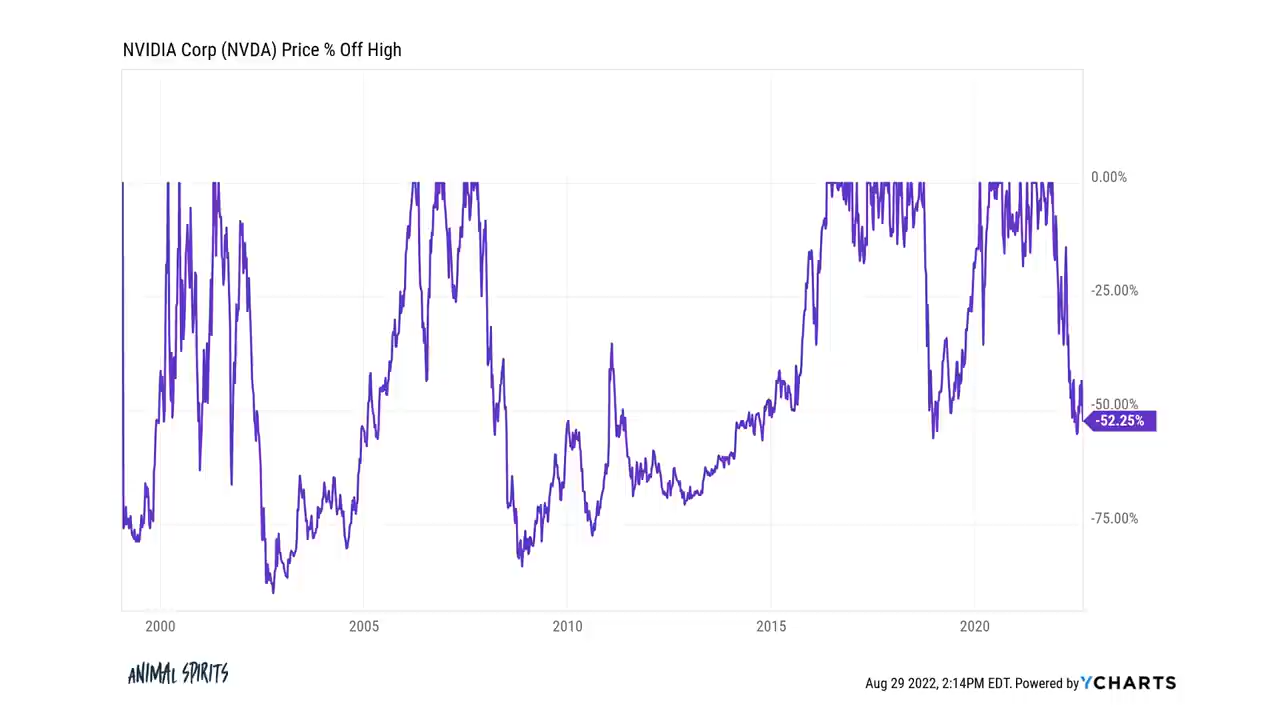 NVIDIA Corp (NVDA) Price % Off High
0.00%
-25.00%
-50.00%
-52.25%
-75.00%
2000 2005 2010 2015 2020
ANIMAL SPIRITS
Aug 29 2022, 2:14PM EDT. Powered by YCHARTS